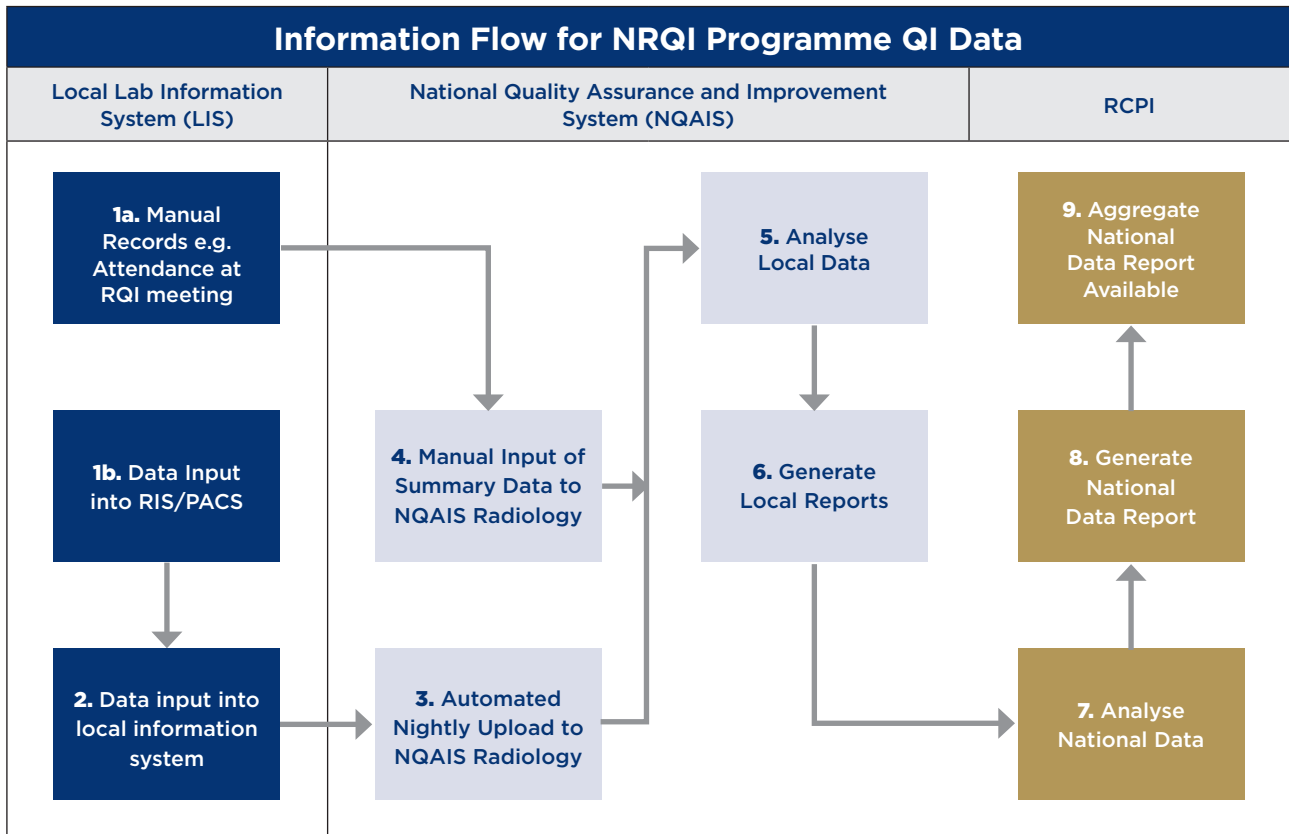 Information Flow for NRQI Programme QI Data
Local Lab Information
System (LIS)
National Quality Assurance and Improvement
System (NQAIS)
RCPI
1a. Manual
Records e.g.
Attendance at
RQI meeting
1b. Data Input
into RIS/PACS
2. Data input into
local information
system
3. Automated
Nightly Upload to
NQAIS Radiology
4. Manual Input of
Summary Data to
NQAIS Radiology
5. Analyse
Local Data
6. Generate
Local Reports
7. Analyse
National Data
8. Generate
National
Data Report
9. Aggregate
National
Data Report
Available